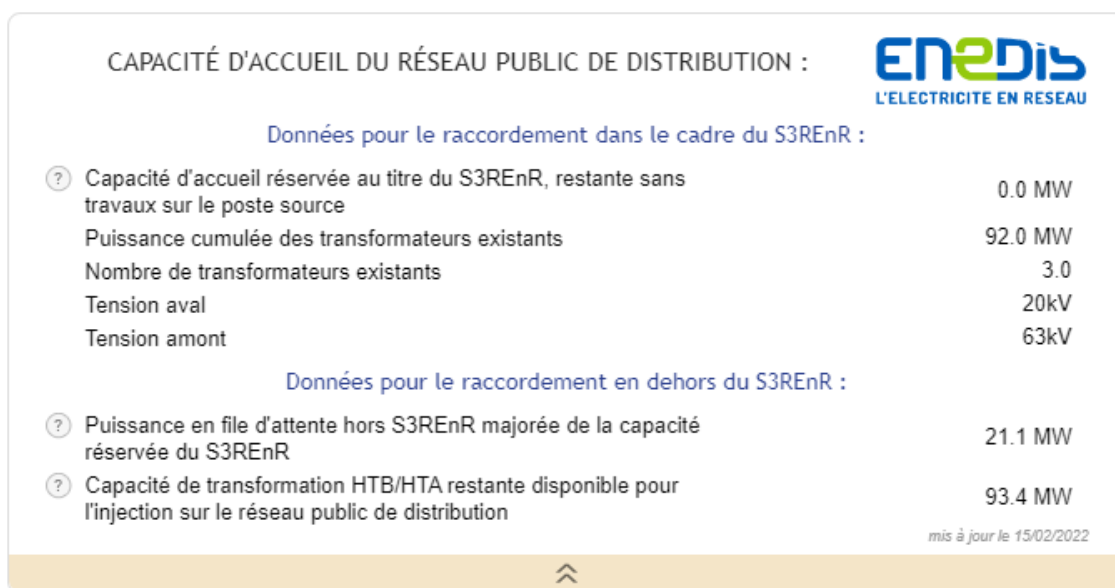 CAPACITÉ D'ACCUEIL DU RÉSEAU PUBLIC DE DISTRIBUTION :
ENEDIS
L'ELECTRICITE EN RESEAU
Données pour le raccordement dans le cadre du S3REnR :
? Capacité d'accueil réservée au titre du S3REnR, restante sans
travaux sur le poste source
0.0 MW
Puissance cumulée des transformateurs existants 92.0 MW
Nombre de transformateurs existants 3.0
Tension aval 20kV
Tension amont 63kV
Données pour le raccordement en dehors du S3REnR :
? Puissance en file d'attente hors S3REnR majorée de la capacité
réservée du S3REnR
21.1 MW
? Capacité de transformation HTB/HTA restante disponible pour
l'injection sur le réseau public de distribution
93.4 MW
mis à jour le 15/02/2022